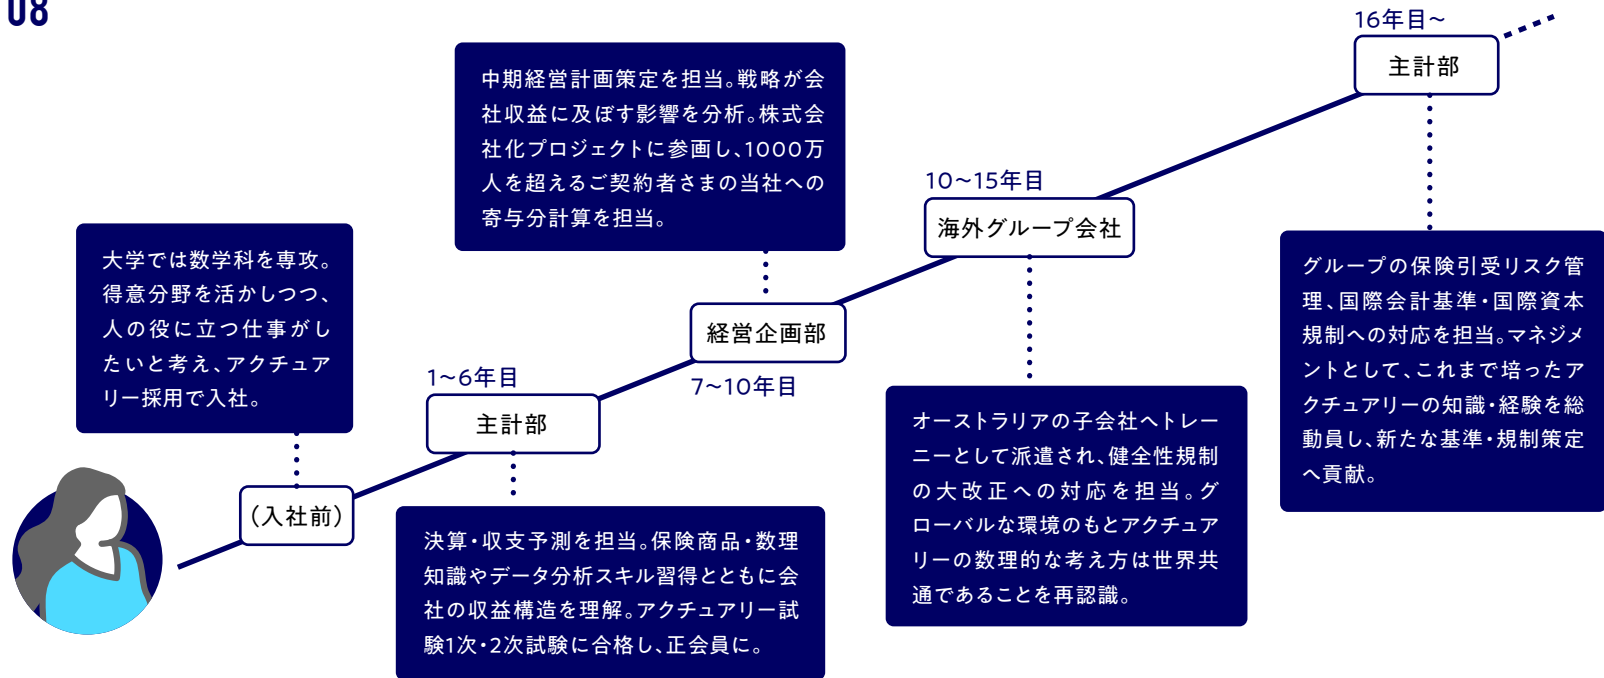 08
大学では数学科を専攻。
得意分野を活かしつつ、
人の役に立つ仕事がし
たいと考え、アクチュア
リー採用で入社。
（入社前）
1~6年目
主計部
決算・収支予測を担当。保険商品・数理
知識やデータ分析スキル習得とともに会
社の収益構造を理解。アクチュアリー試
験1次・2次試験に合格し、正会員に。
中期経営計画策定を担当。戦略が会
社収益に及ぼす影響を分析。株式会
社化プロジェクトに参画し、1000万
人を超えるご契約者さまの当社への
寄与分計算を担当。
経営企画部
7~10年目
10~15年目
海外グループ会社
オーストラリアの子会社へトレー
ニーとして派遣され、健全性規制
の大改正への対応を担当。グ
ローバルな環境のもとアクチュア
リーの数理的な考え方は世界共
通であることを再認識。
16年目~
主計部
グループの保険引受リスク管
理、国際会計基準・国際資本
規制への対応を担当。マネジメ
ントとして、これまで培ったア
クチュアリーの知識・経験を総
動員し、新たな基準・規制策定
へ貢献。